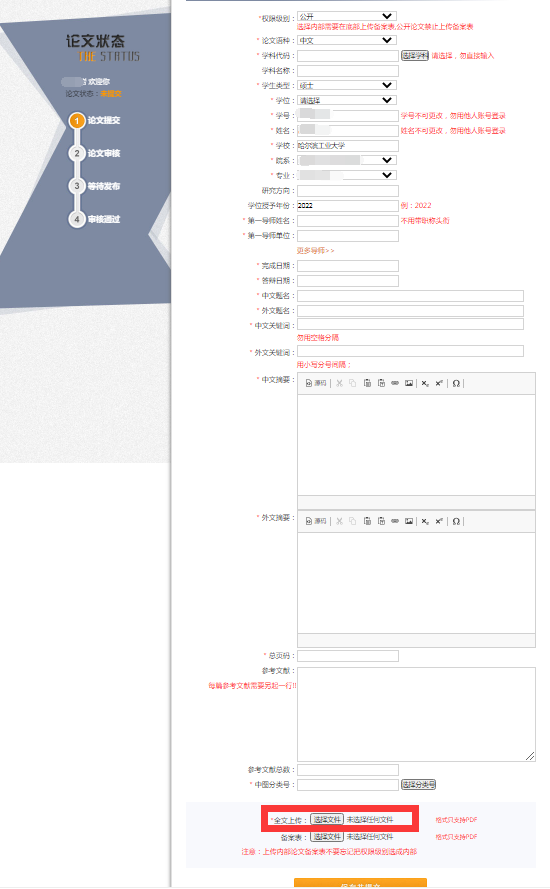 论文状态
THE STATUS
欢迎你
论文状态：未提交
1 论文提交
2 论文审核
3 等待发布
4 审核通过
*权限级别： 公开
选择内部需要在底部上传备案表,公开论文禁止上传备案表
* 论文语种： 中文
* 学科代码： 选择学科 请选择，勿直接输入
学科名称：
* 学生类型： 硕士
* 学位： 请选择
* 学号： 学号不可更改，勿用他人账号登录
* 姓名： 姓名不可更改，勿用他人账号登录
* 学校： 哈尔滨工业大学
* 院系：
* 专业：
研究方向：
学位授予年份： 2022 例：2022
* 第一导师姓名： 不用带职称头衔
* 第一导师单位：
更多导师>>
* 完成日期：
* 答辩日期：
* 中文题名：
* 外文题名：
* 中文关键词：
勿用空格分隔
* 外文关键词：
用小写分号间隔；
* 中文摘要： 源码
* 外文摘要： 源码
* 总页码：
参考文献：
每篇参考文献需要另起一行!!
参考文献总数：
* 中图分类号： 选择分类号
*全文上传： 选择文件 未选择任何文件 格式只支持PDF
备案表： 选择文件 未选择任何文件 格式只支持PDF
注意：上传内部论文备案表不要忘记把权限级别选成内部